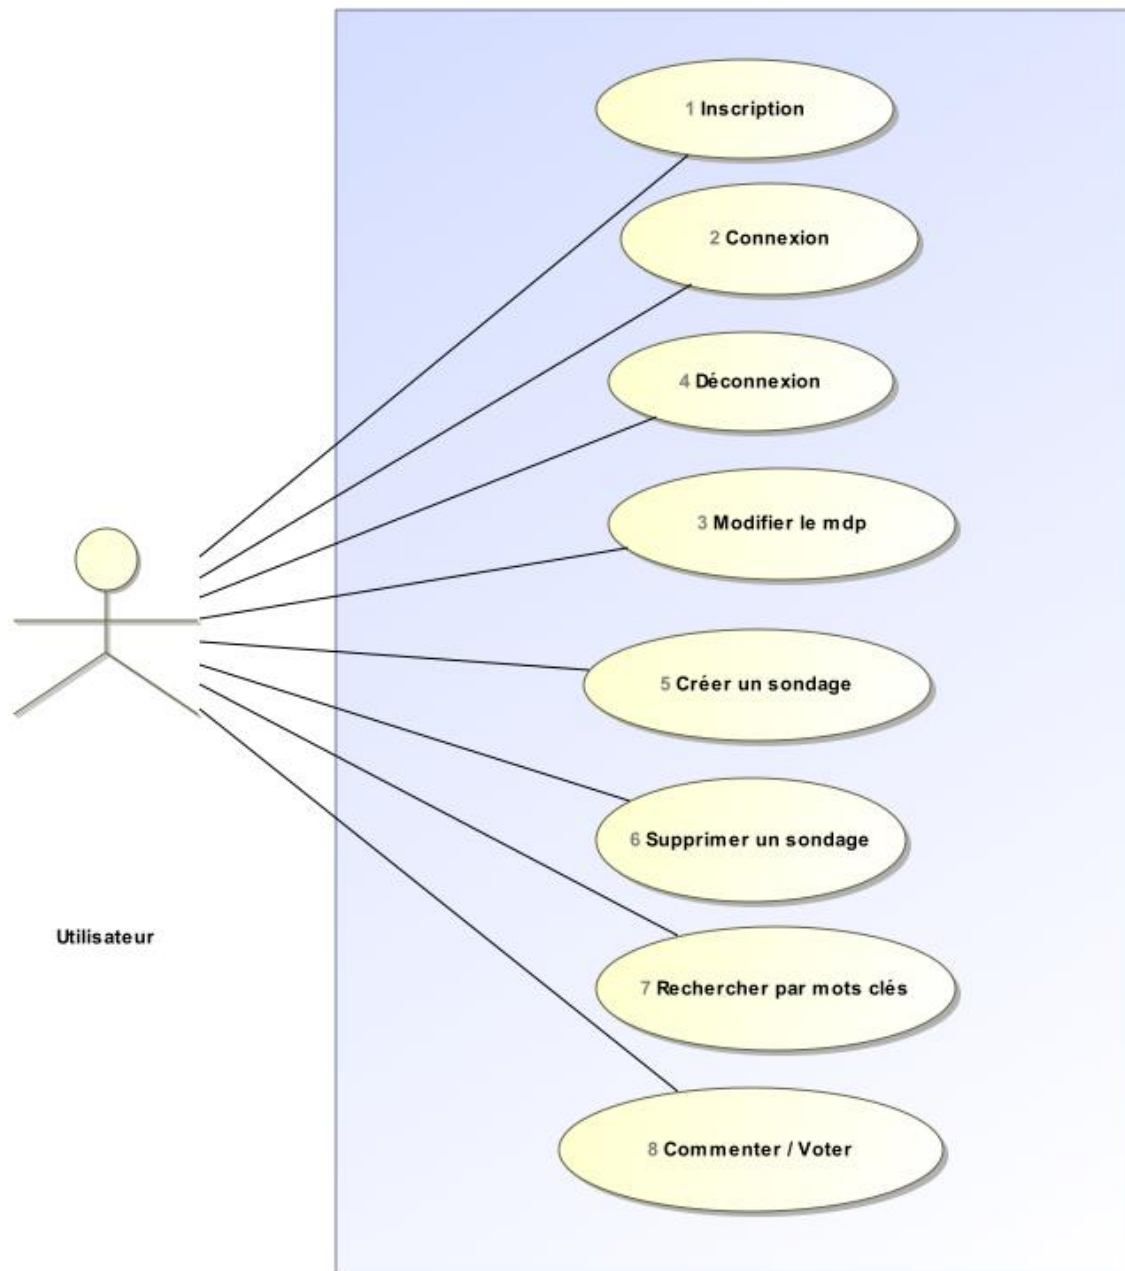 1 Inscription
2 Connexion
4 Déconnexion
3 Modifier le mdp
5 Créer un sondage
6 Supprimer un sondage
Utilisateur
7 Rechercher par mots clés
8 Commenter / Voter